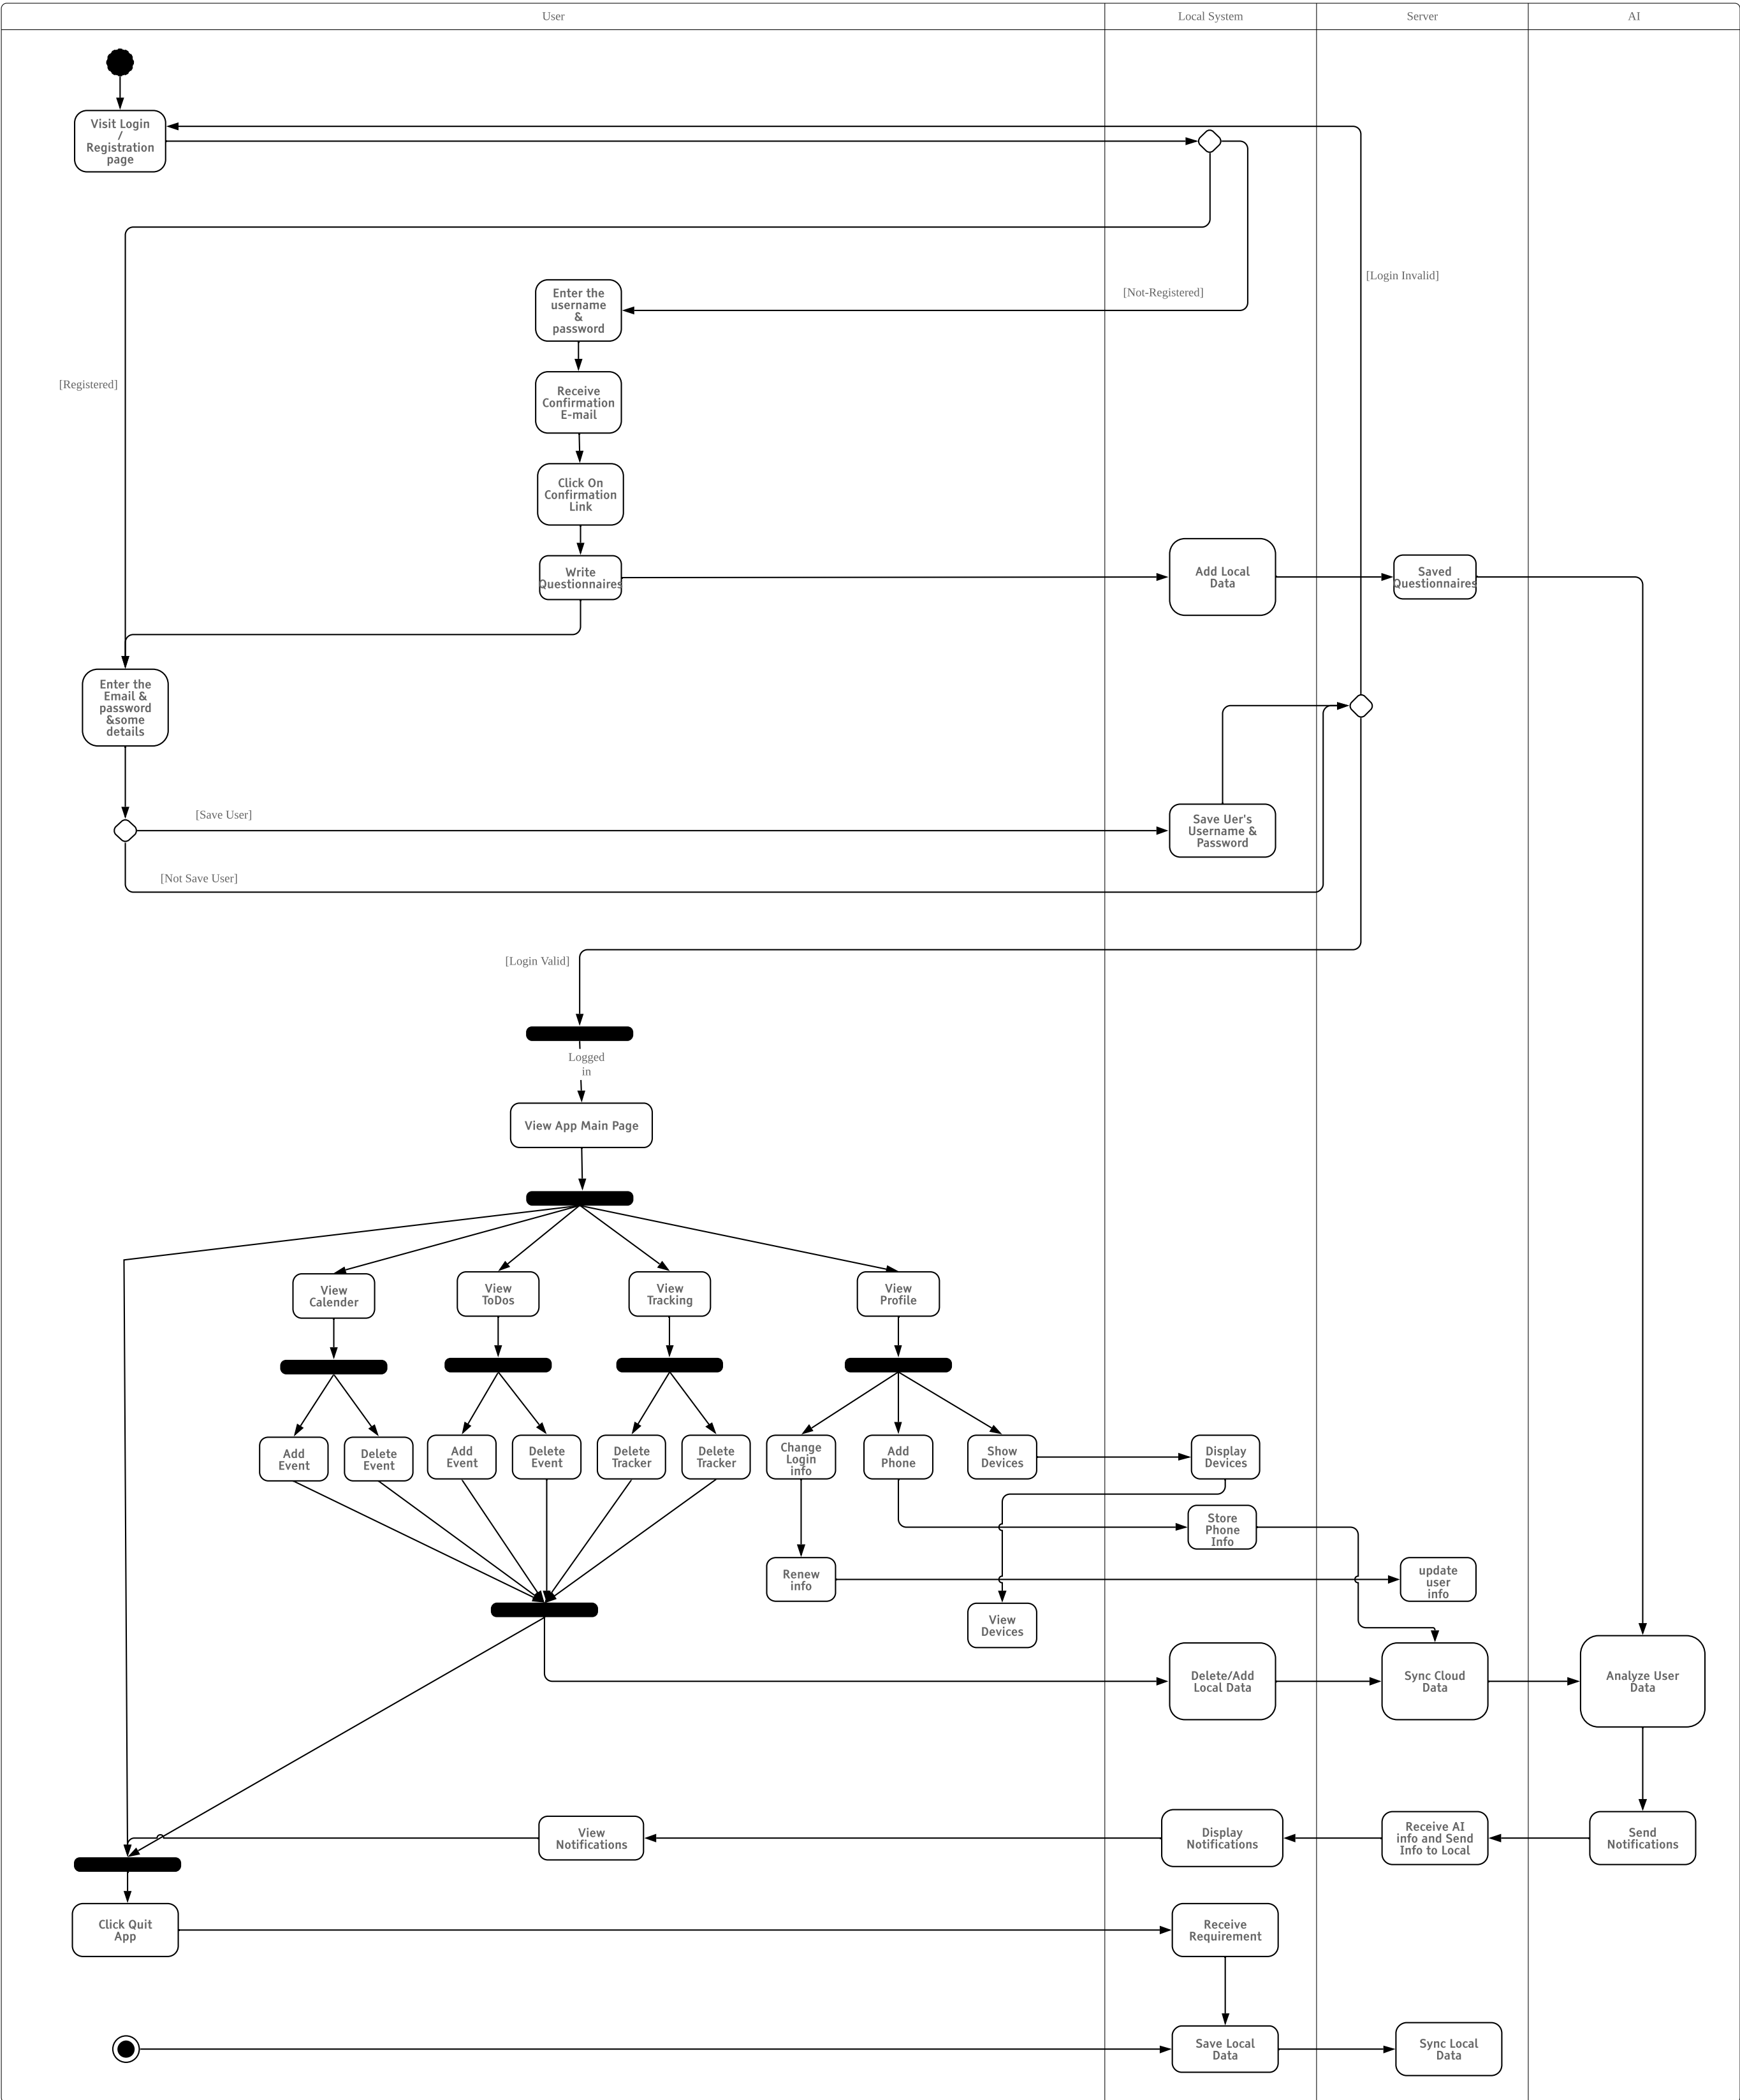 User
Local System
Server
AI
Visit Login
/
Registration
page
[Login Invalid]
[Not-Registered]
Enter the
username
&
password
[Registered]
Receive
Confirmation
E-mail
Click On
Confirmation
Link
Write
Questionnaires
Add Local
Data
Saved
Questionnaires
Enter the
Email &
password
&some
details
[Save User]
Save Uer's
Username &
Password
[Not Save User]
[Login Valid]
Logged
in
View App Main Page
View
Calender
View
ToDos
View
Tracking
View
Profile
Add
Event
Delete
Event
Add
Event
Delete
Event
Delete
Tracker
Delete
Tracker
Change
Login
info
Add
Phone
Show
Devices
Display
Devices
Store
Phone
Info
Renew
info
update
user
info
View
Devices
Delete/Add
Local Data
Sync Cloud
Data
Analyze User
Data
View
Notifications
Display
Notifications
Receive AI
info and Send
Info to Local
Send
Notifications
Click Quit
App
Receive
Requirement
Save Local
Data
Sync Local
Data